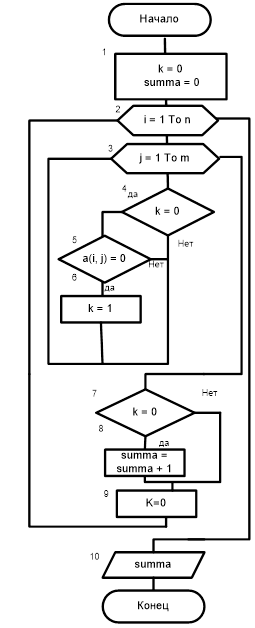 Начало
1
k = 0
summa = 0
2
i = 1 To n
3
j = 1 To m
4
да
k = 0
Нет
5
a(i, j) = 0
Нет
6
да
k = 1
7
Нет
k = 0
8
да
summa =
summa + 1
9
K=0
10
summa
Конец